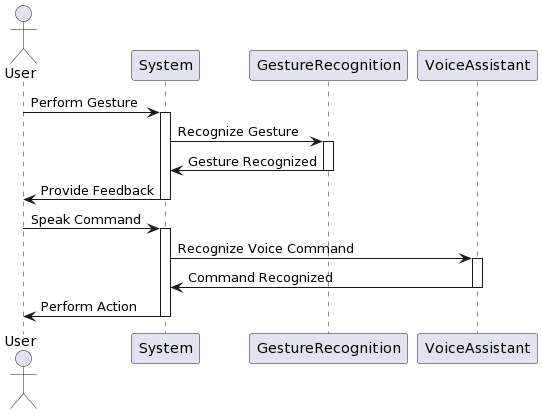 User
System
GestureRecognition
VoiceAssistant
Perform Gesture
Recognize Gesture
Gesture Recognized
Provide Feedback
Speak Command
Recognize Voice Command
Command Recognized
Perform Action
User
System
GestureRecognition
VoiceAssistant